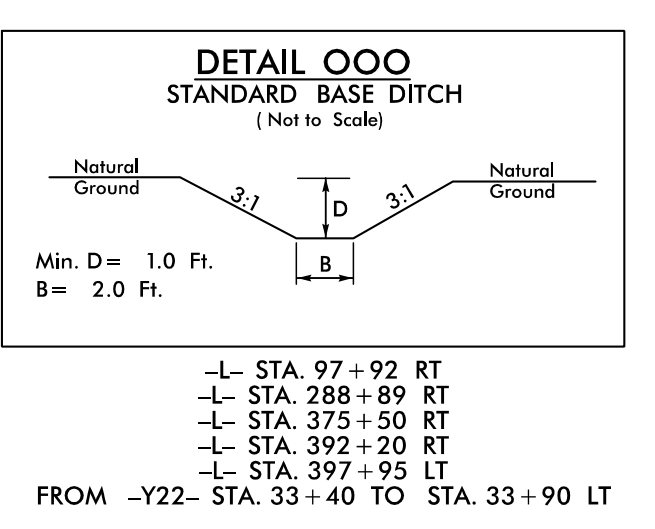 DETAIL OOO
STANDARD BASE DITCH
( Not to Scale)
Natural
Ground
3:1
D
3:1
Natural
Ground
Min. D= 1.0 Ft.
B
B= 2.0 Ft.
-L- STA. 97+92 RT
-L- STA. 288+89 RT
-L- STA. 375+50 RT
-L- STA. 392+20 RT
-L- STA. 397+95 LT
FROM -Y22- STA. 33+40 TO STA. 33+90 LT